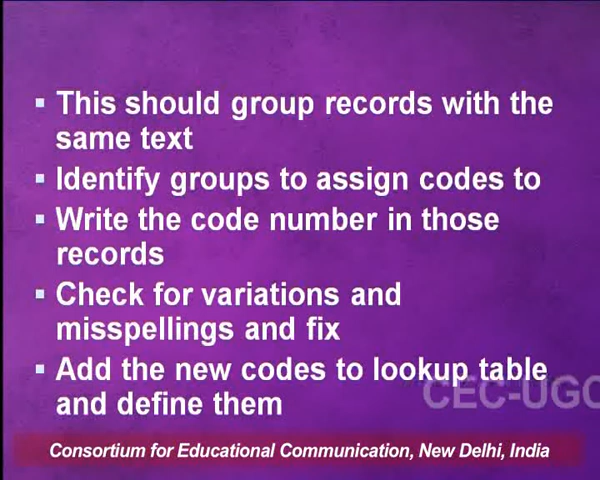 ▪ This should group records with the
same text
▪ Identify groups to assign codes to
▪ Write the code number in those
records
▪ Check for variations and
misspellings and fix
▪ Add the new codes to lookup table
and define them
CEC-UGC
Consortium for Educational Communication, New Delhi, India